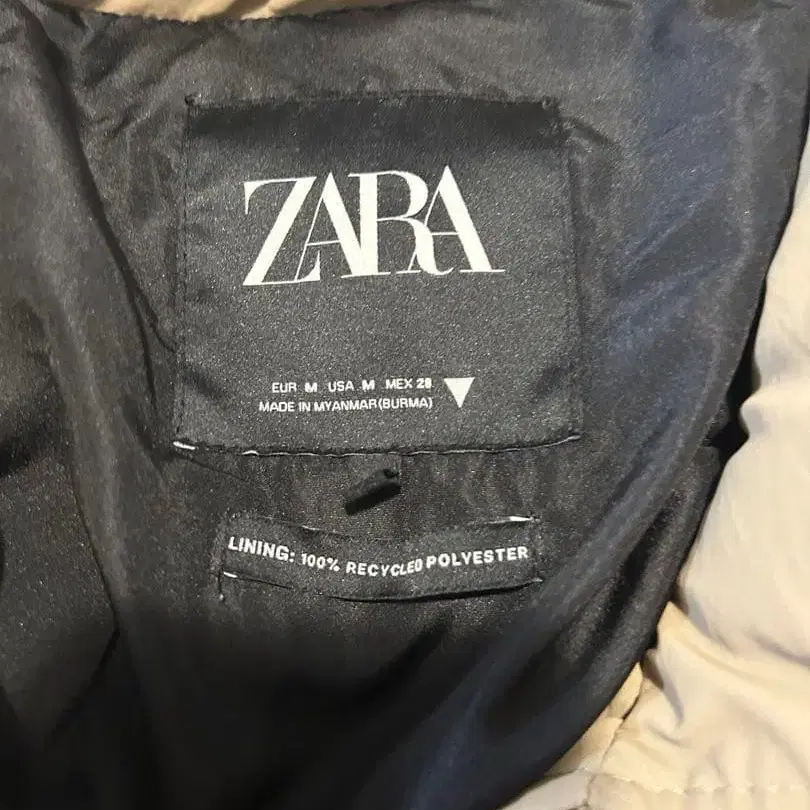 ZARA
EUR M USA M MEX 28
MADE IN MYANMAR (BURMA)
LINING: 100% RECYCLED POLYESTER